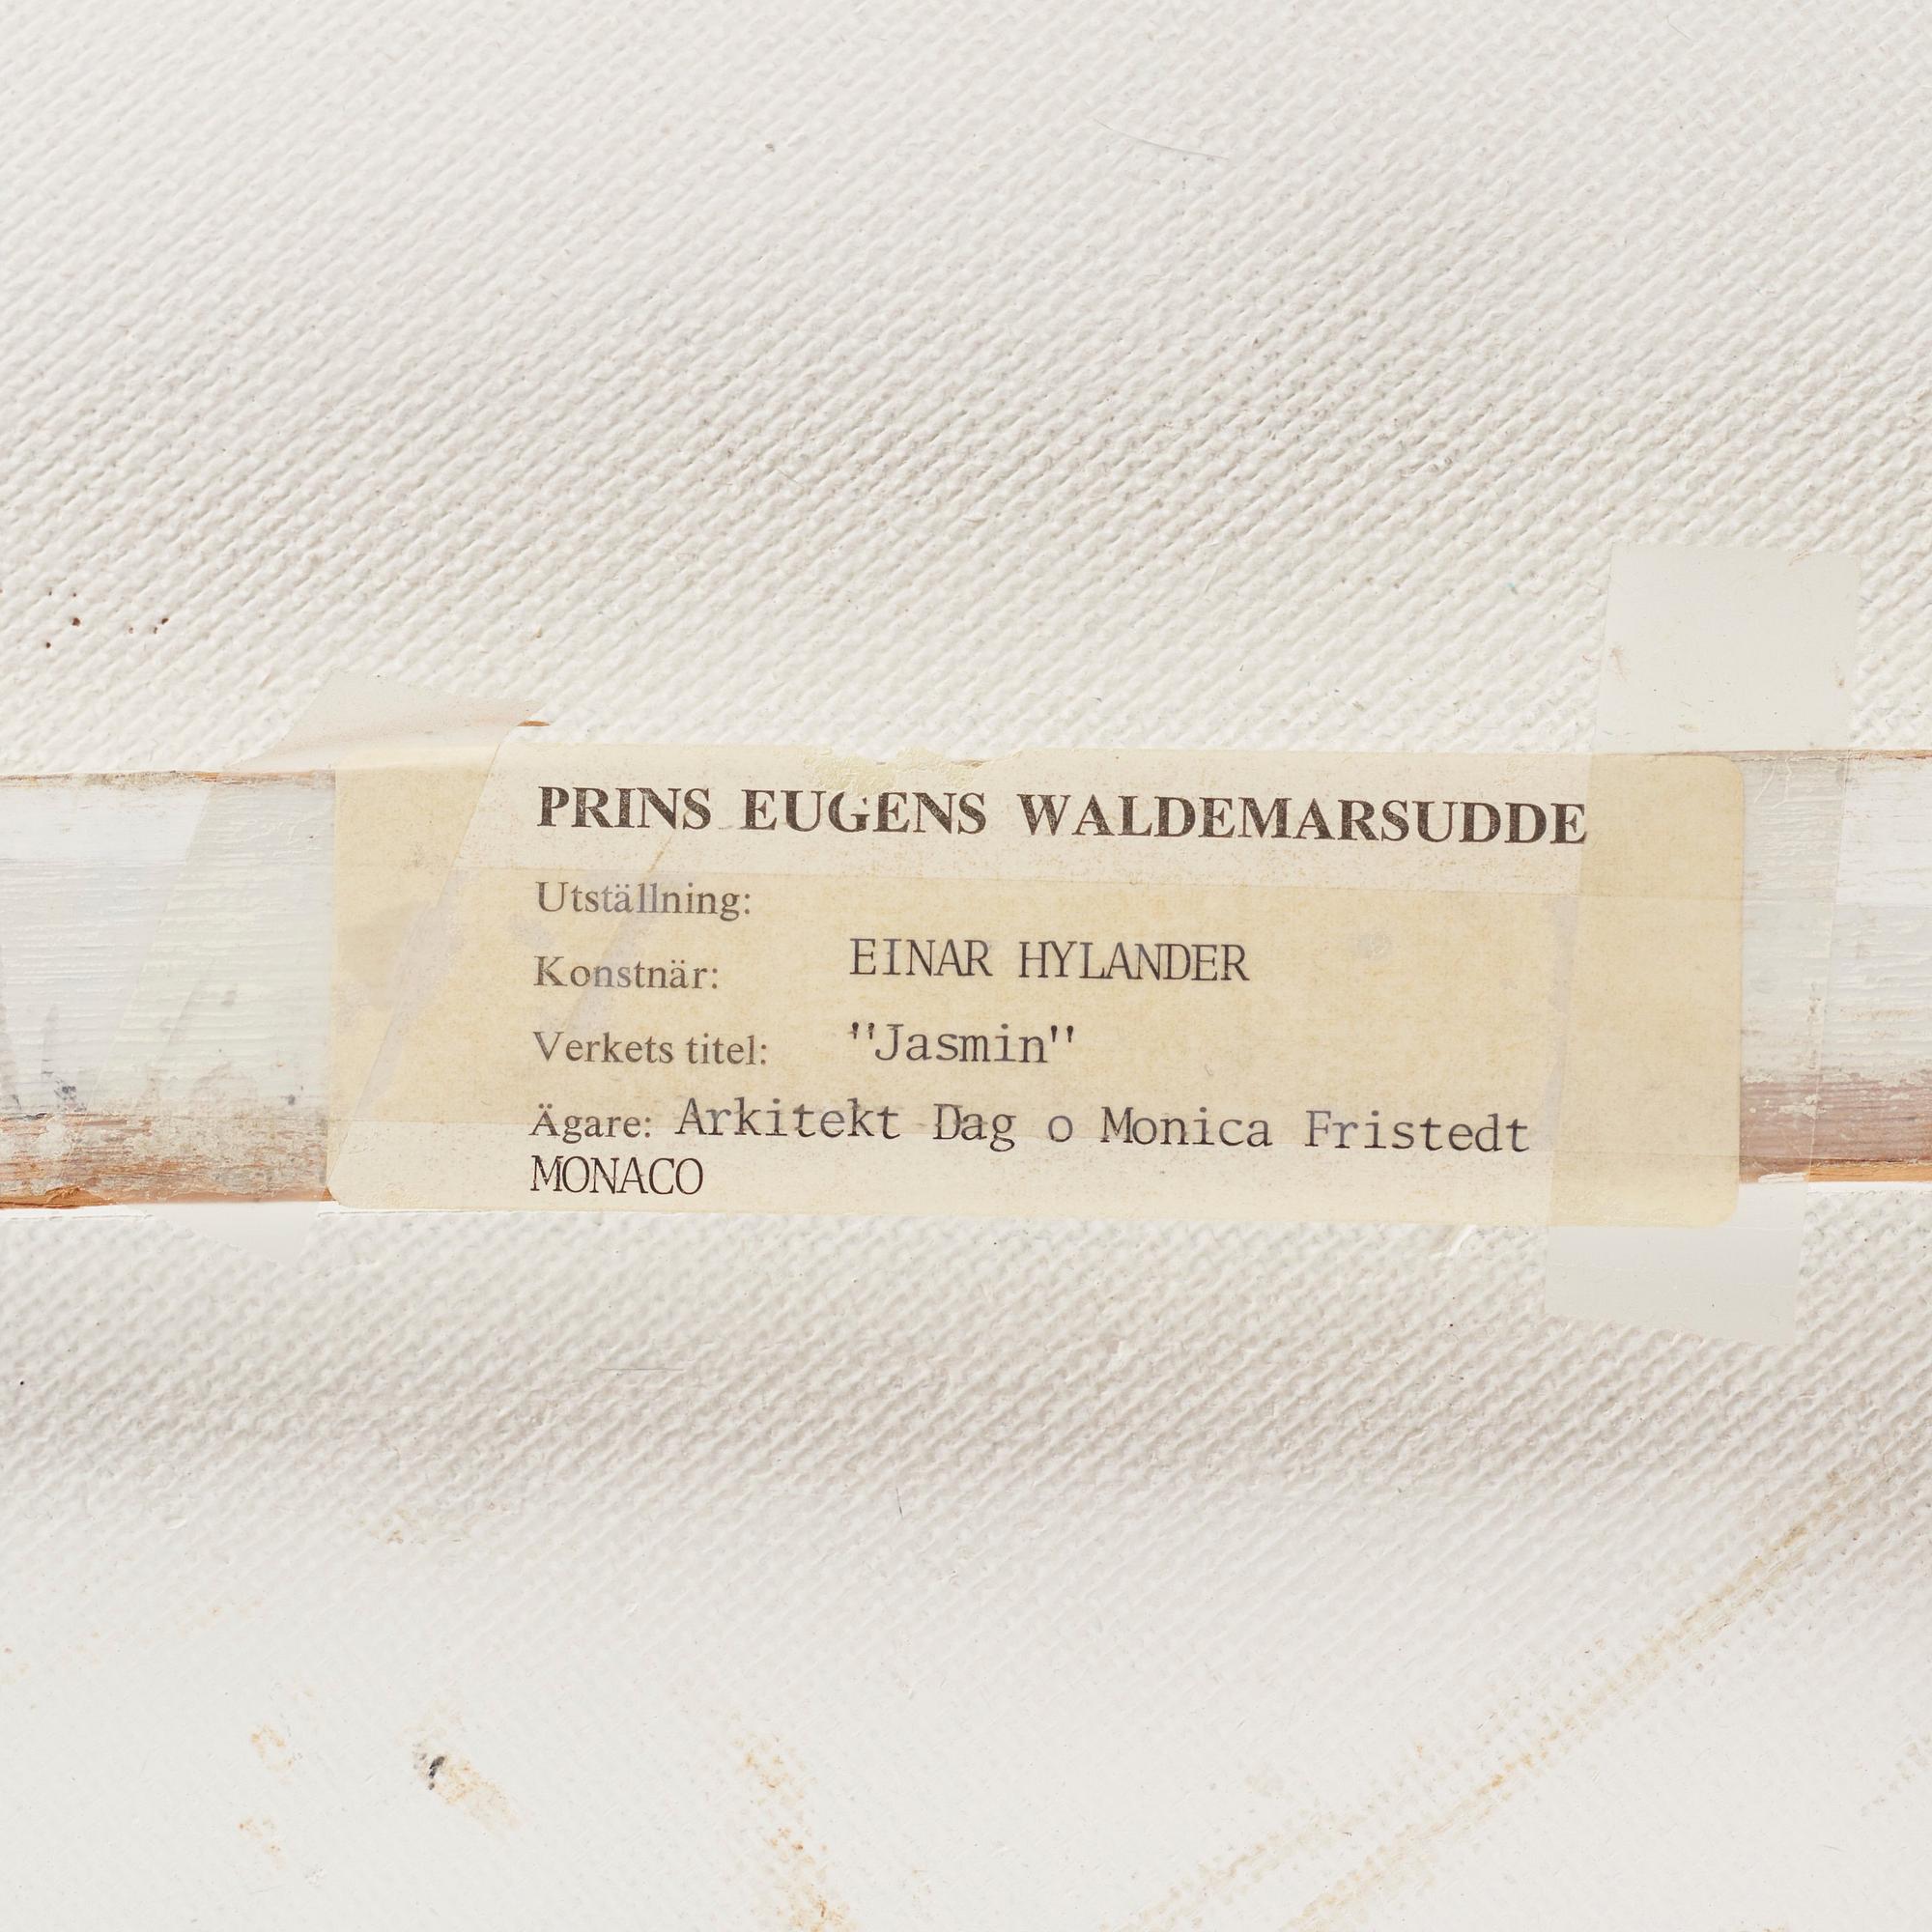 PRINS EUGENS WALDEMARSUDDE
Utställning:
Konstnär: EINAR HYLANDER
Verkets titel: "Jasmin"
Ägare: Arkitekt Dag o Monica Fristedt
MONACO